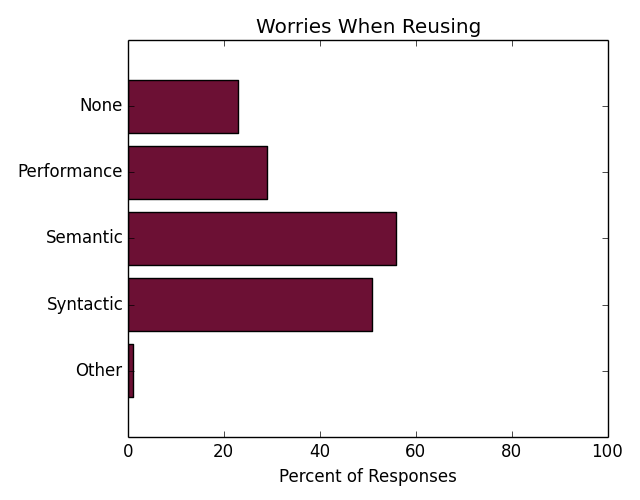 Worries When Reusing
None
Performance
Semantic
Syntactic
Other
0 20 40 60 80 100
Percent of Responses